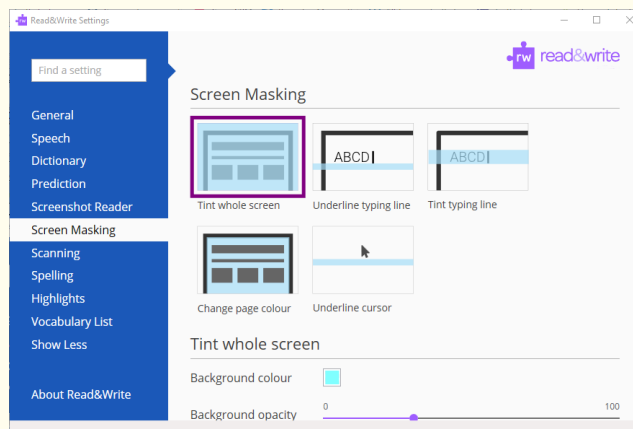 Read&Write Settings
rw read&write
Find a setting
General
Speech
Dictionary
Prediction
Screenshot Reader
Screen Masking
Scanning
Spelling
Highlights
Vocabulary List
Show Less
About Read&Write
Screen Masking
ABCD
ABCD
Tint whole screen
Underline typing line
Tint typing line
Change page colour
Underline cursor
Tint whole screen
Background colour
0 100
Background opacity